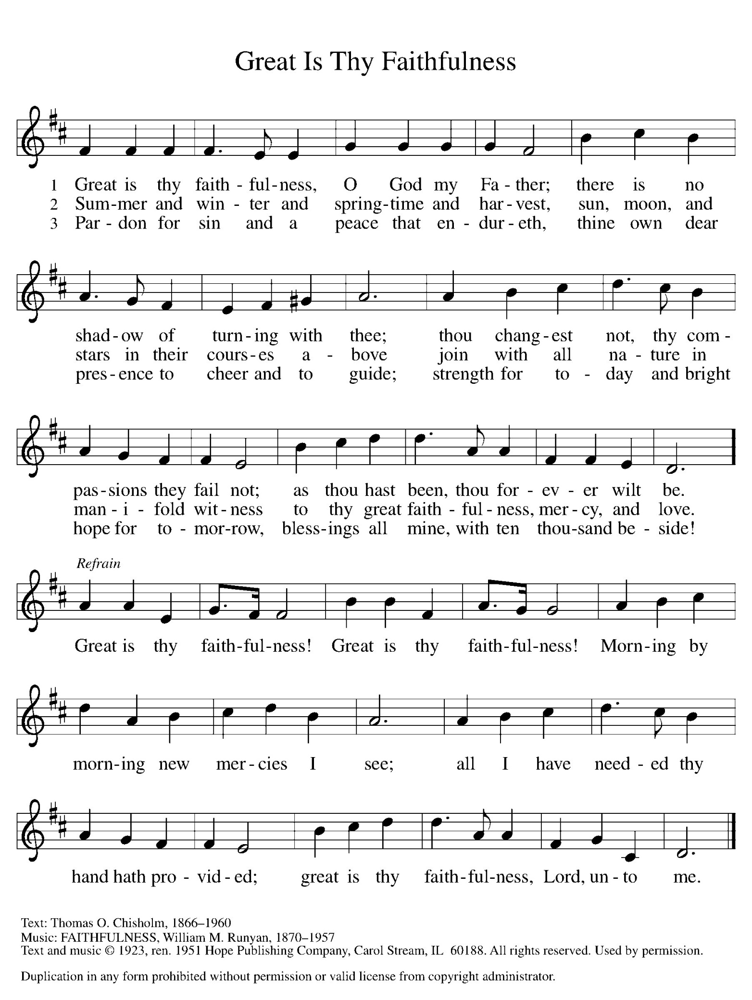 Great Is Thy Faithfulness
1 Great is thy faith - ful - ness, O God my Fa - ther; there is no
2 Sum - mer and win - ter and spring - time and har - vest, sun, moon, and
3 Par - don for sin and a peace that en - dur - eth, thine own dear
shad - ow of turn - ing with thee; thou chang - est not, thy com -
stars in their cours - es a - bove join with all na - ture in
pres - ence to cheer and to guide; strength for to - day and bright
pas - sions they fail not; as thou hast been, thou for - ev - er wilt be.
man - i - fold wit - ness to thy great faith - ful - ness, mer - cy, and love.
hope for to - mor - row, bless - ings all mine, with ten thou - sand be - side!
Refrain
Great is thy faith - ful - ness! Great is thy faith - ful - ness! Morn - ing by
morn - ing new mer - cies I see; all I have need - ed thy
hand hath pro - vid - ed; great is thy faith - ful - ness, Lord, un - to me.
Text: Thomas O. Chisholm, 1866–1960
Music: FAITHFULNESS, William M. Runyan, 1870–1957
Text and music © 1923, ren. 1951 Hope Publishing Company, Carol Stream, IL 60188. All rights reserved. Used by permission.
Duplication in any form prohibited without permission or valid license from copyright administrator.